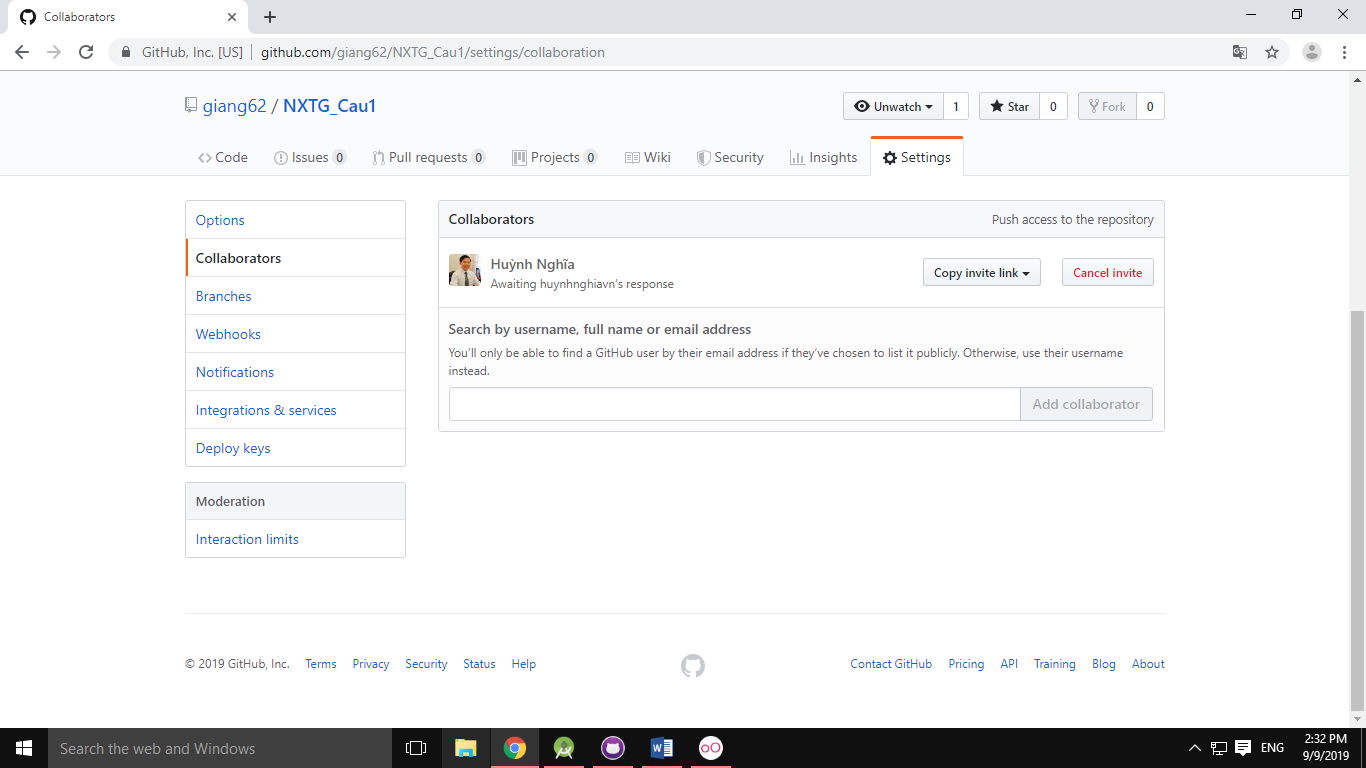 Collaborators
GitHub, Inc. [US] github.com/giang62/NXTG_Cau1/settings/collaboration
giang62 / NXTG_Cau1 Unwatch 1 Star 0 Fork 0
Code Issues 0 Pull requests 0 Projects 0 Wiki Security Insights Settings
Options
Collaborators
Branches
Webhooks
Notifications
Integrations & services
Deploy keys
Moderation
Interaction limits
Collaborators Push access to the repository
Huỳnh Nghĩa
Awaiting huynhnghiavn's response
Copy invite link Cancel invite
Search by username, full name or email address
You'll only be able to find a GitHub user by their email address if they've chosen to list it publicly. Otherwise, use their username
instead.
Add collaborator
© 2019 GitHub, Inc. Terms Privacy Security Status Help Contact GitHub Pricing API Training Blog About
Search the web and Windows ENG 2:32 PM
9/9/2019